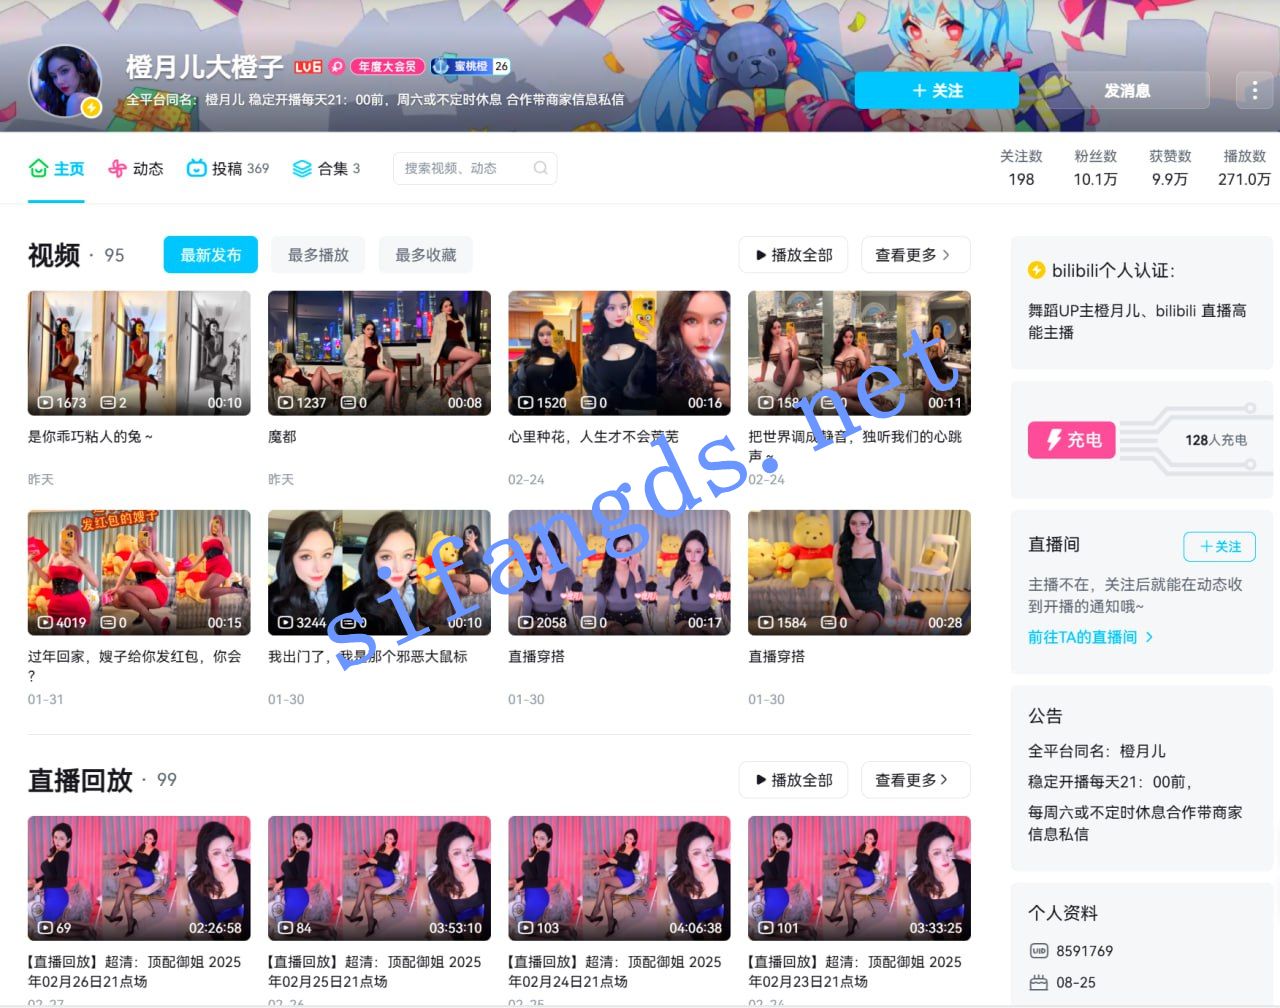 橙月儿大橙子 LV6 年度大会员 蜜桃橙 26
全平台同名：橙月儿 稳定开播每天21：00前，周六或不定时休息 合作带商家信息私信
+ 关注
发消息
主页 动态 投稿 369 合集 3
搜索视频、动态
关注数 粉丝数 获赞数 播放数
198 10.1万 9.9万 271.0万
视频 · 95 最新发布 最多播放 最多收藏 播放全部 查看更多 >
1673 2 00:10
是你乖巧粘人的兔～
昨天
1237 0 00:08
魔都
昨天
1520 0 00:16
心里种花，人生才不会荒芜
02-24
158 00:11
把世界调成静音，独听我们的心跳
声～
02-24
发红包的嫂子
4019 0 00:15
过年回家，嫂子给你发红包，你会
?
01-31
3244 0 00:10
我出门了，我是那个邪恶大鼠标
01-30
2058 0 00:17
直播穿搭
01-30
1584 0 00:28
直播穿搭
01-30
sifangds.net
直播回放 · 99 播放全部 查看更多 >
69 02:26:58
【直播回放】超清：顶配御姐 2025
年02月26日21点场
02-27
84 03:53:10
【直播回放】超清：顶配御姐 2025
年02月25日21点场
02-26
103 04:06:38
【直播回放】超清：顶配御姐 2025
年02月24日21点场
02-25
101 03:33:25
【直播回放】超清：顶配御姐 2025
年02月23日21点场
02-24
bilibili个人认证：
舞蹈UP主橙月儿、bilibili 直播高
能主播
充电
128人充电
直播间
+ 关注
主播不在，关注后就能在动态收
到开播的通知哦~
前往TA的直播间 >
公告
全平台同名：橙月儿
稳定开播每天21：00前，
每周六或不定时休息合作带商家
信息私信
个人资料
UID 8591769
08-25